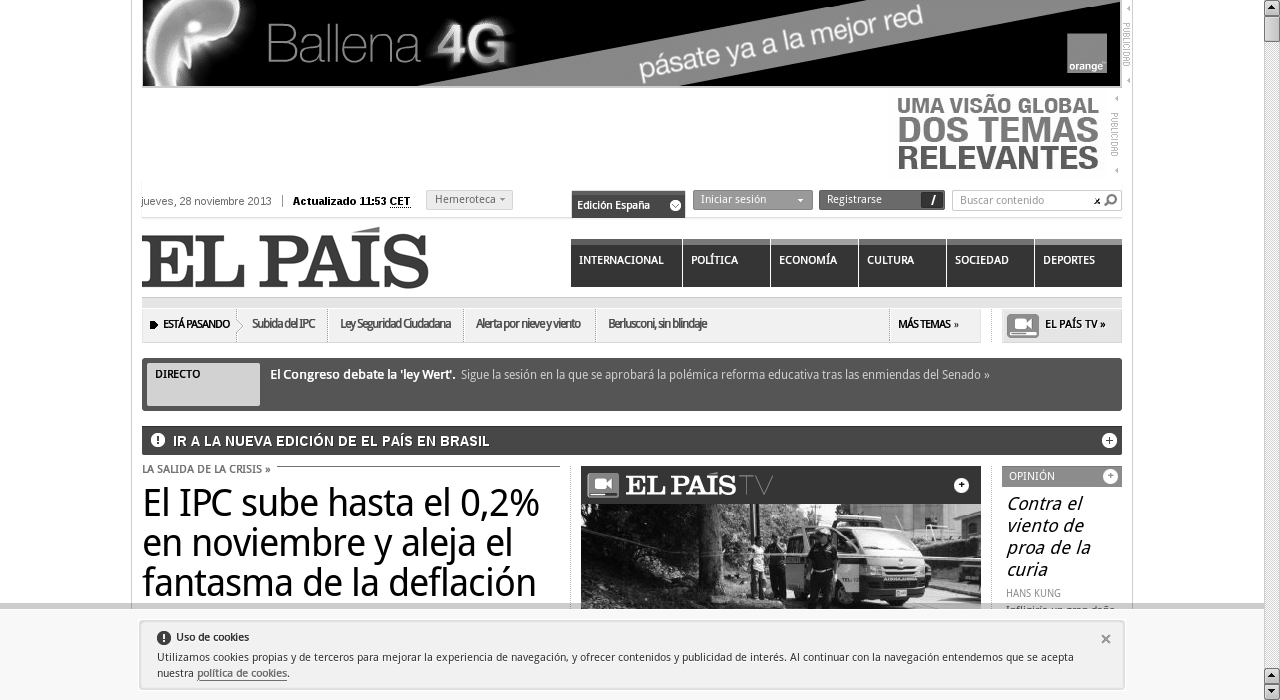 Ballena 4G
pásate ya a la mejor red
orange
PUBLICIDAD
UMA VISÃO GLOBAL
DOS TEMAS
RELEVANTES
PUBLICIDAD
jueves, 28 noviembre 2013
Actualizado 11:53 CET
Hemeroteca
Edición España
Iniciar sesión
Registrarse
Buscar contenido
EL PAÍS
INTERNACIONAL
POLÍTICA
ECONOMÍA
CULTURA
SOCIEDAD
DEPORTES
ESTÁ PASANDO
Subida del IPC
Ley Seguridad Ciudadana
Alerta por nieve y viento
Berlusconi, sin blindaje
MÁS TEMAS »
EL PAÍS TV »
DIRECTO
El Congreso debate la 'ley Wert'. Sigue la sesión en la que se aprobará la polémica reforma educativa tras las enmiendas del Senado »
IR A LA NUEVA EDICIÓN DE EL PAÍS EN BRASIL
LA SALIDA DE LA CRISIS »
El IPC sube hasta el 0,2%
en noviembre y aleja el
fantasma de la deflación
EL PAÍS TV
OPINIÓN
Contra el
viento de
proa de la
curia
HANS KUNG
Uso de cookies
Utilizamos cookies propias y de terceros para mejorar la experiencia de navegación, y ofrecer contenidos y publicidad de interés. Al continuar con la navegación entendemos que se acepta
nuestra política de cookies.